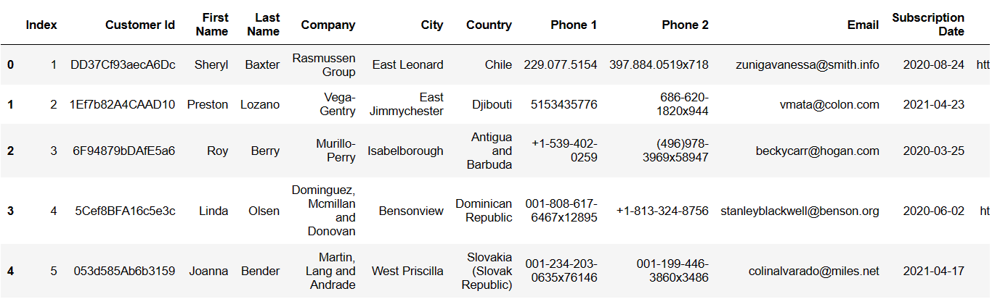 Index Customer Id First Name Last Name Company City Country Phone 1 Phone 2 Email Subscription Date
0 1 DD37Cf93aecA6Dc Sheryl Baxter Rasmussen Group East Leonard Chile 229.077.5154 397.884.0519x718 zunigavanessa@smith.info 2020-08-24 htt
1 2 1Ef7b82A4CAAD10 Preston Lozano Vega-Gentry East Jimmychester Djibouti 5153435776 686-620-1820x944 vmata@colon.com 2021-04-23
2 3 6F94879bDAfE5a6 Roy Berry Murillo-Perry Isabelborough Antigua and Barbuda +1-539-402-0259 (496)978-3969x58947 beckycarr@hogan.com 2020-03-25
3 4 5Cef8BFA16c5e3c Linda Olsen Dominguez, Mcmillan and Donovan Bensonview Dominican Republic 001-808-617-6467x12895 +1-813-324-8756 stanleyblackwell@benson.org 2020-06-02 ht
4 5 053d585Ab6b3159 Joanna Bender Martin, Lang and Andrade West Priscilla Slovakia (Slovak Republic) 001-234-203-0635x76146 001-199-446-3860x3486 colinalvarado@miles.net 2021-04-17